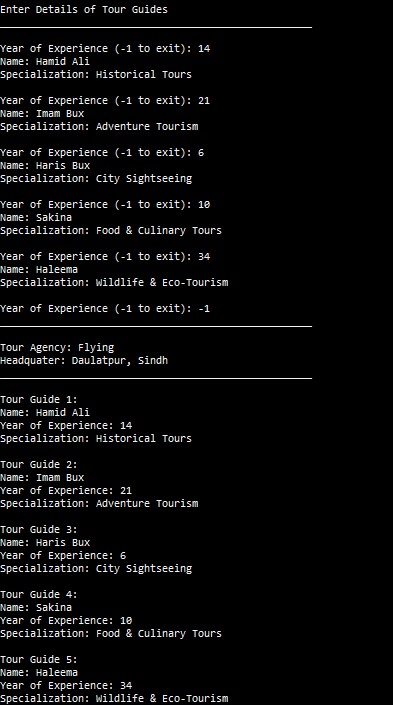 Enter Details of Tour Guides
Year of Experience (-1 to exit): 14
Name: Hamid Ali
Specialization: Historical Tours
Year of Experience (-1 to exit): 21
Name: Imam Bux
Specialization: Adventure Tourism
Year of Experience (-1 to exit): 6
Name: Haris Bux
Specialization: City Sightseeing
Year of Experience (-1 to exit): 10
Name: Sakina
Specialization: Food & Culinary Tours
Year of Experience (-1 to exit): 34
Name: Haleema
Specialization: Wildlife & Eco-Tourism
Year of Experience (-1 to exit): -1
Tour Agency: Flying
Headquater: Daulatpur, Sindh
Tour Guide 1:
Name: Hamid Ali
Year of Experience: 14
Specialization: Historical Tours
Tour Guide 2:
Name: Imam Bux
Year of Experience: 21
Specialization: Adventure Tourism
Tour Guide 3:
Name: Haris Bux
Year of Experience: 6
Specialization: City Sightseeing
Tour Guide 4:
Name: Sakina
Year of Experience: 10
Specialization: Food & Culinary Tours
Tour Guide 5:
Name: Haleema
Year of Experience: 34
Specialization: Wildlife & Eco-Tourism